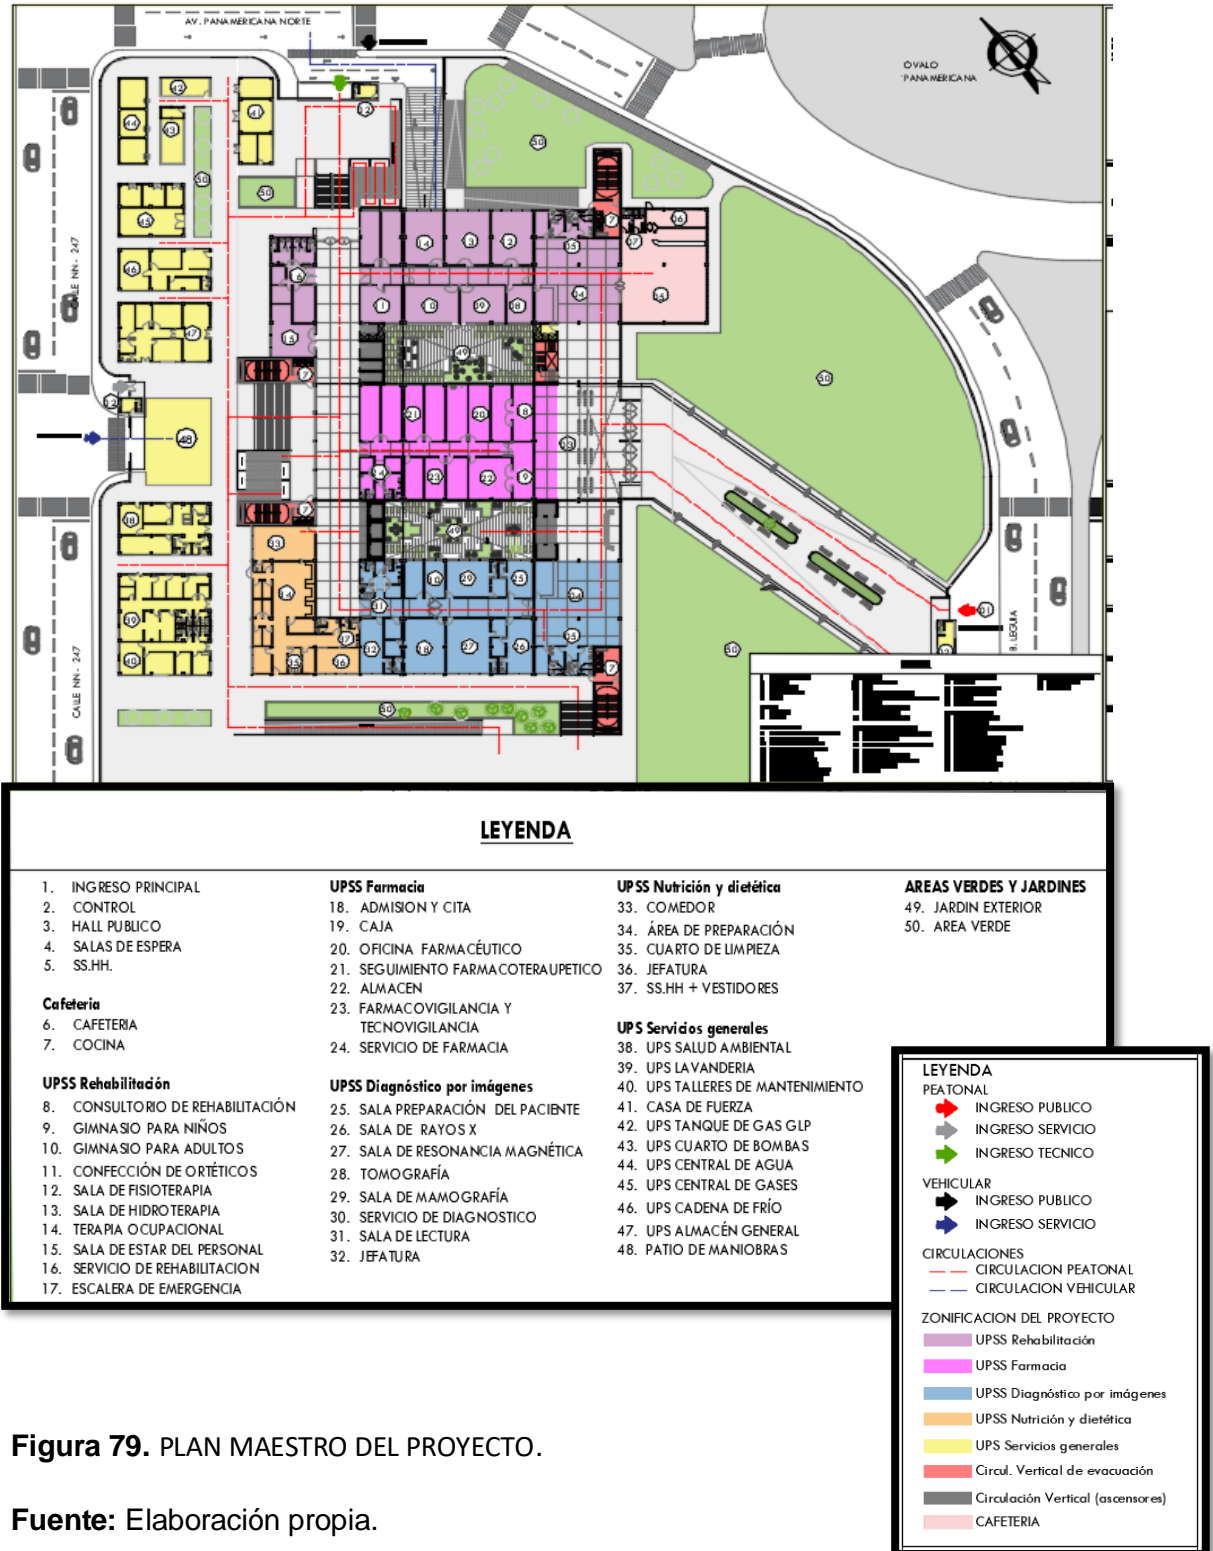 AV. PANAMERICANA NORTE
OVALO
PANAMERICANA
CALLE NN- 247
CALLE NN- 247
B. LEGUIA
LEYENDA
1. INGRESO PRINCIPAL
2. CONTROL
3. HALL PUBLICO
4. SALAS DE ESPERA
5. SS.HH.
Cafeteria
6. CAFETERIA
7. COCINA
UPSS Rehabilitación
8. CONSULTORIO DE REHABILITACIÓN
9. GIMNASIO PARA NIÑOS
10. GIMNASIO PARA ADULTOS
11. CONFECCIÓN DE ORTÉTICOS
12. SALA DE FISIOTERAPIA
13. SALA DE HIDROTERAPIA
14. TERAPIA OCUPACIONAL
15. SALA DE ESTAR DEL PERSONAL
16. SERVICIO DE REHABILITACION
17. ESCALERA DE EMERGENCIA
UPSS Farmacia
18. ADMISION Y CITA
19. CAJA
20. OFICINA FARMACÉUTICO
21. SEGUIMIENTO FARMACOTERAUPETICO
22. ALMACEN
23. FARMACOVIGILANCIA Y
TECNOVIGILANCIA
24. SERVICIO DE FARMACIA
UPSS Diagnóstico por imágenes
25. SALA PREPARACIÓN DEL PACIENTE
26. SALA DE RAYOS X
27. SALA DE RESONANCIA MAGNÉTICA
28. TOMOGRAFÍA
29. SALA DE MAMOGRAFÍA
30. SERVICIO DE DIAGNOSTICO
31. SALA DE LECTURA
32. JEFATURA
UPSS Nutrición y dietética
33. COMEDOR
34. ÁREA DE PREPARACIÓN
35. CUARTO DE LIMPIEZA
36. JEFATURA
37. SS.HH + VESTIDORES
UPS Servicios generales
38. UPS SALUD AMBIENTAL
39. UPS LAVANDERIA
40. UPS TALLERES DE MANTENIMIENTO
41. CASA DE FUERZA
42. UPS TANQUE DE GAS GLP
43. UPS CUARTO DE BOMBAS
44. UPS CENTRAL DE AGUA
45. UPS CENTRAL DE GASES
46. UPS CADENA DE FRÍO
47. UPS ALMACÉN GENERAL
48. PATIO DE MANIOBRAS
AREAS VERDES Y JARDINES
49. JARDIN EXTERIOR
50. AREA VERDE
LEYENDA
PEATONAL
INGRESO PUBLICO
INGRESO SERVICIO
INGRESO TECNICO
VEHICULAR
INGRESO PUBLICO
INGRESO SERVICIO
CIRCULACIONES
CIRCULACION PEATONAL
CIRCULACION VEHICULAR
ZONIFICACION DEL PROYECTO
UPSS Rehabilitación
UPSS Farmacia
UPSS Diagnóstico por imágenes
UPSS Nutrición y dietética
UPS Servicios generales
Circul. Vertical de evacuación
Circulación Vertical (ascensores)
CAFETERIA
Figura 79. PLAN MAESTRO DEL PROYECTO.
Fuente: Elaboración propia.